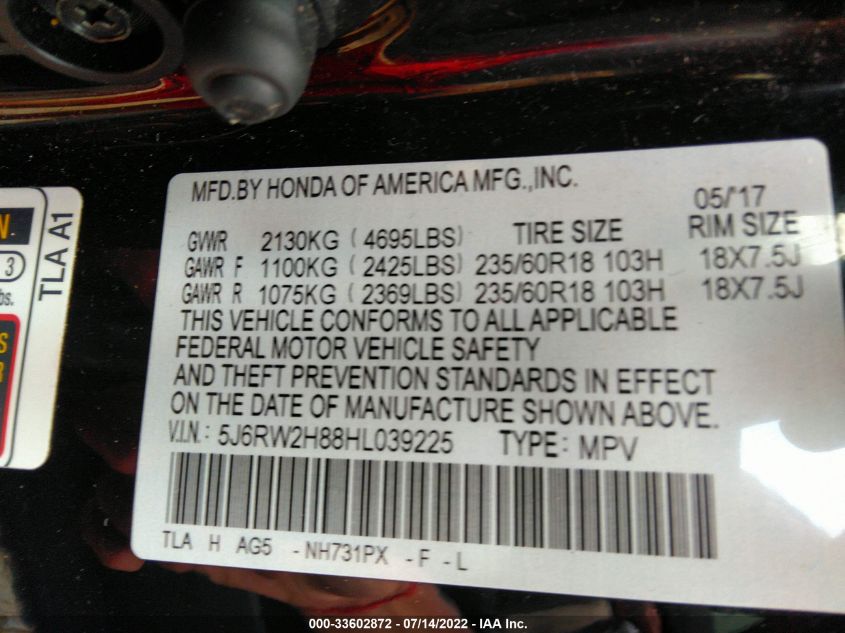 MFD.BY HONDA OF AMERICA MFG.,INC.
05/'17
GVWR 2130KG ( 4695LBS) TIRE SIZE RIM SIZE
GAWR F 1100KG ( 2425LBS) 235/60R18 103H 18X7.5J
GAWR R 1075KG ( 2369LBS) 235/60R18 103H 18X7.5J
THIS VEHICLE CONFORMS TO ALL APPLICABLE
FEDERAL MOTOR VEHICLE SAFETY
AND THEFT PREVENTION STANDARDS IN EFFECT
ON THE DATE OF MANUFACTURE SHOWN ABOVE.
V.I.N.: 5J6RW2H88HL039225 TYPE: MPV
TLA H AG5 - NH731PX - F - L
TLA A1
3
000-33602872 - 07/14/2022 - IAA Inc.